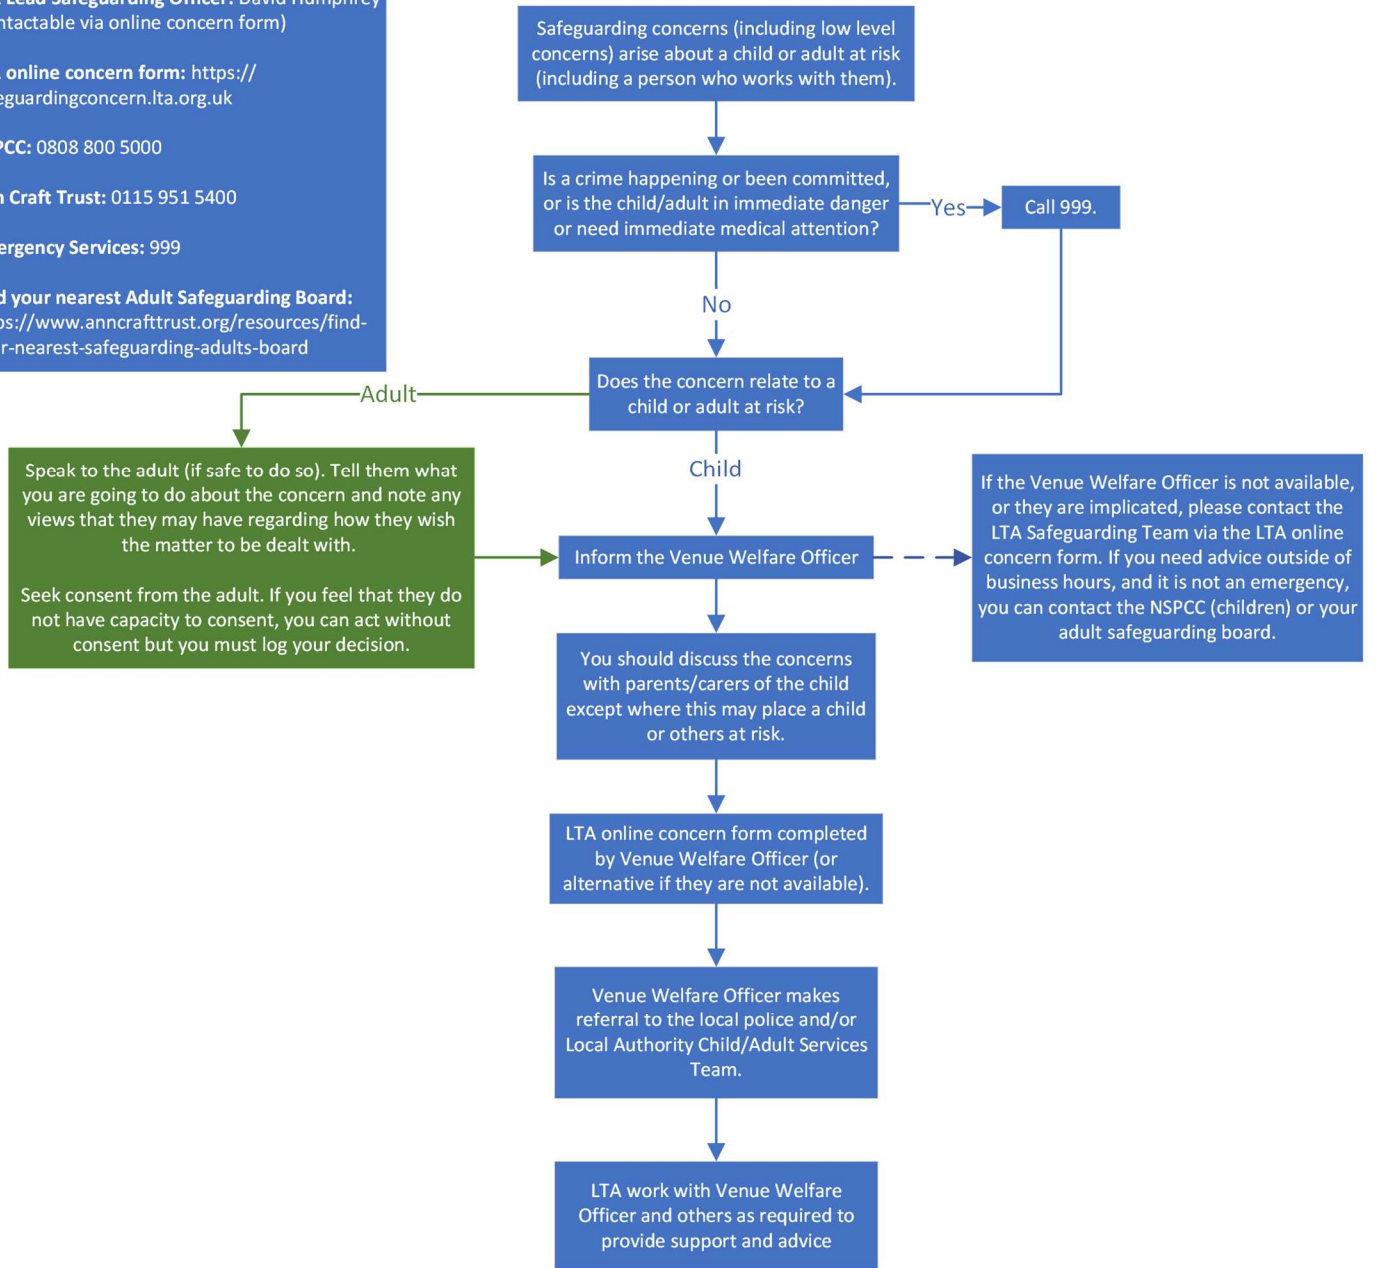 Lead Safeguarding Officer: David Humphrey
ntactable via online concern form)
online concern form: https://
eguardingconcern.lta.org.uk
PCC: 0808 800 5000
n Craft Trust: 0115 951 5400
ergency Services: 999
d your nearest Adult Safeguarding Board:
ps://www.anncrafttrust.org/resources/find-
r-nearest-safeguarding-adults-board
Safeguarding concerns (including low level
concerns) arise about a child or adult at risk
(including a person who works with them).
Is a crime happening or been committed,
or is the child/adult in immediate danger
or need immediate medical attention?
Yes
Call 999.
No
Does the concern relate to a
child or adult at risk?
Adult
Child
Speak to the adult (if safe to do so). Tell them what
you are going to do about the concern and note any
views that they may have regarding how they wish
the matter to be dealt with.
Seek consent from the adult. If you feel that they do
not have capacity to consent, you can act without
consent but you must log your decision.
Inform the Venue Welfare Officer
If the Venue Welfare Officer is not available,
or they are implicated, please contact the
LTA Safeguarding Team via the LTA online
concern form. If you need advice outside of
business hours, and it is not an emergency,
you can contact the NSPCC (children) or your
adult safeguarding board.
You should discuss the concerns
with parents/carers of the child
except where this may place a child
or others at risk.
LTA online concern form completed
by Venue Welfare Officer (or
alternative if they are not available).
Venue Welfare Officer makes
referral to the local police and/or
Local Authority Child/Adult Services
Team.
LTA work with Venue Welfare
Officer and others as required to
provide support and advice